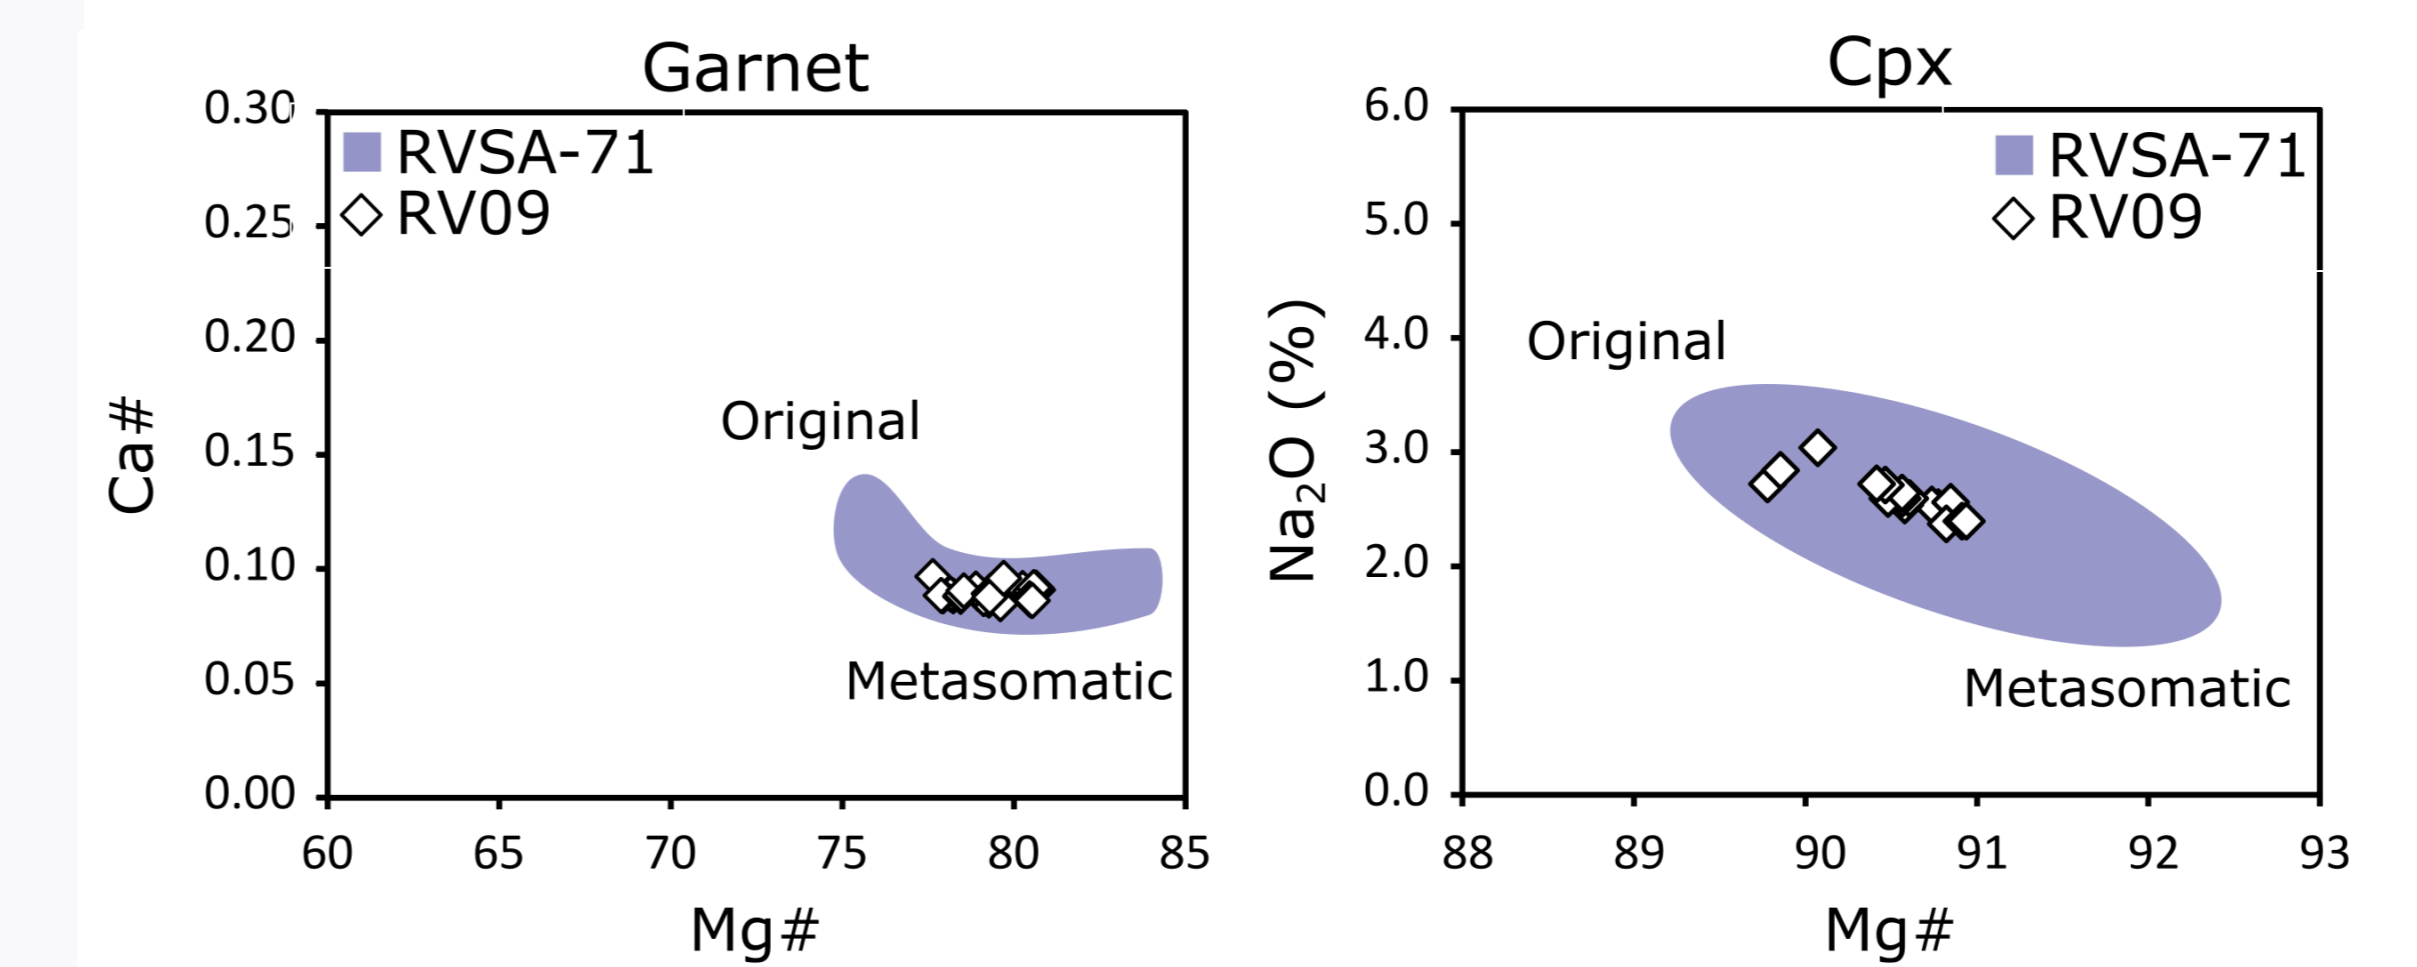 Garnet
0.30
RVSA-71
RV09
0.25
0.20
Original
0.15
Ca#
0.10
0.05
Metasomatic
0.00
60 65 70 75 80 85
Mg#
Cpx
6.0
RVSA-71
RV09
5.0
4.0
Original
3.0
Na₂O (%)
2.0
1.0
Metasomatic
0.0
88 89 90 91 92 93
Mg#